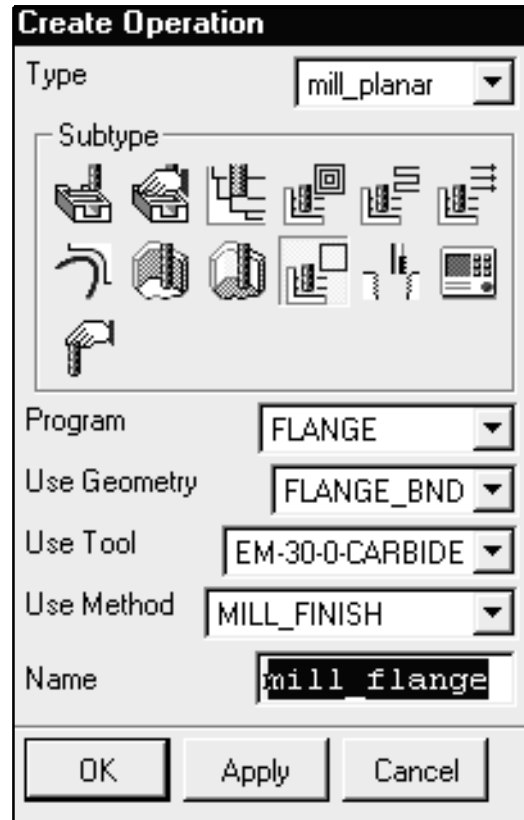 Create Operation
Type mill_planar
Subtype
Program FLANGE
Use Geometry FLANGE_BND
Use Tool EM-30-0-CARBIDE
Use Method MILL_FINISH
Name mill_flange
OK Apply Cancel